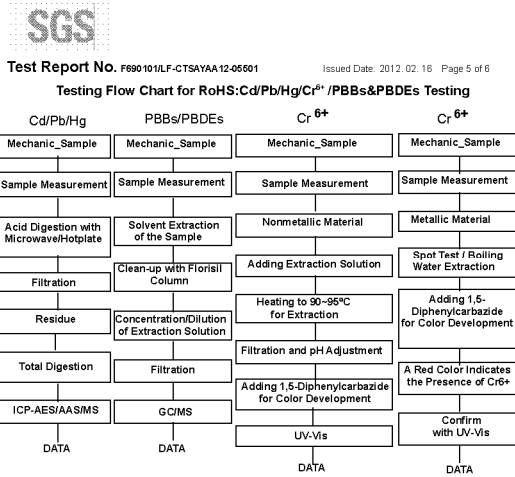 SGS
Test Report No. F690101/LF-CTSAYAA12-05501
Issued Date: 2012. 02. 16 Page 5 of 6
Testing Flow Chart for RoHS:Cd/Pb/Hg/Cr6+ /PBBs&PBDEs Testing
Cd/Pb/Hg
Mechanic_Sample
Sample Measurement
Acid Digestion with
Microwave/Hotplate
Filtration
Residue
Total Digestion
ICP-AES/AAS/MS
DATA
PBBs/PBDEs
Mechanic_Sample
Sample Measurement
Solvent Extraction
of the Sample
Clean-up with Florisil
Column
Concentration/Dilution
of Extraction Solution
Filtration
GC/MS
DATA
Cr 6+
Mechanic_Sample
Sample Measurement
Nonmetallic Material
Adding Extraction Solution
Heating to 90~95ºC
for Extraction
Filtration and pH Adjustment
Adding 1,5-Diphenylcarbazide
for Color Development
UV-Vis
DATA
Cr 6+
Mechanic_Sample
Sample Measurement
Metallic Material
Spot Test / Boiling
Water Extraction
Adding 1,5-
Diphenylcarbazide
for Color Development
A Red Color Indicates
the Presence of Cr6+
Confirm
with UV-Vis
DATA